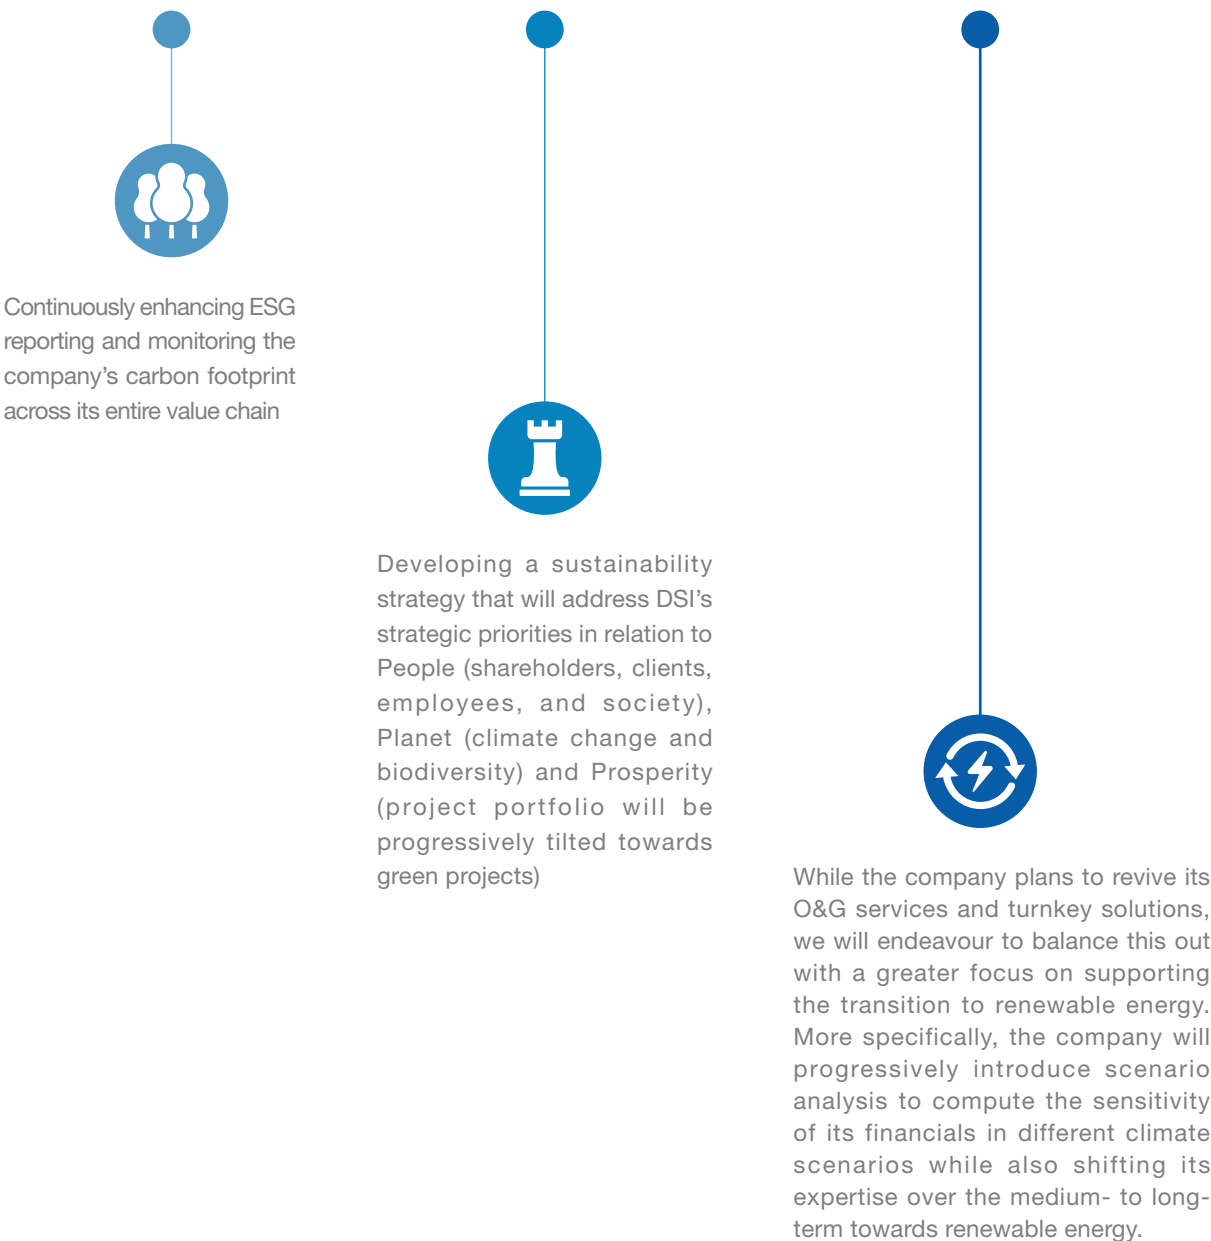 Continuously enhancing ESG
reporting and monitoring the
company’s carbon footprint
across its entire value chain
Developing a sustainability
strategy that will address DSI’s
strategic priorities in relation to
People (shareholders, clients,
employees, and society),
Planet (climate change and
biodiversity) and Prosperity
(project portfolio will be
progressively tilted towards
green projects)
While the company plans to revive its
O&G services and turnkey solutions,
we will endeavour to balance this out
with a greater focus on supporting
the transition to renewable energy.
More specifically, the company will
progressively introduce scenario
analysis to compute the sensitivity
of its financials in different climate
scenarios while also shifting its
expertise over the medium- to long-
term towards renewable energy.